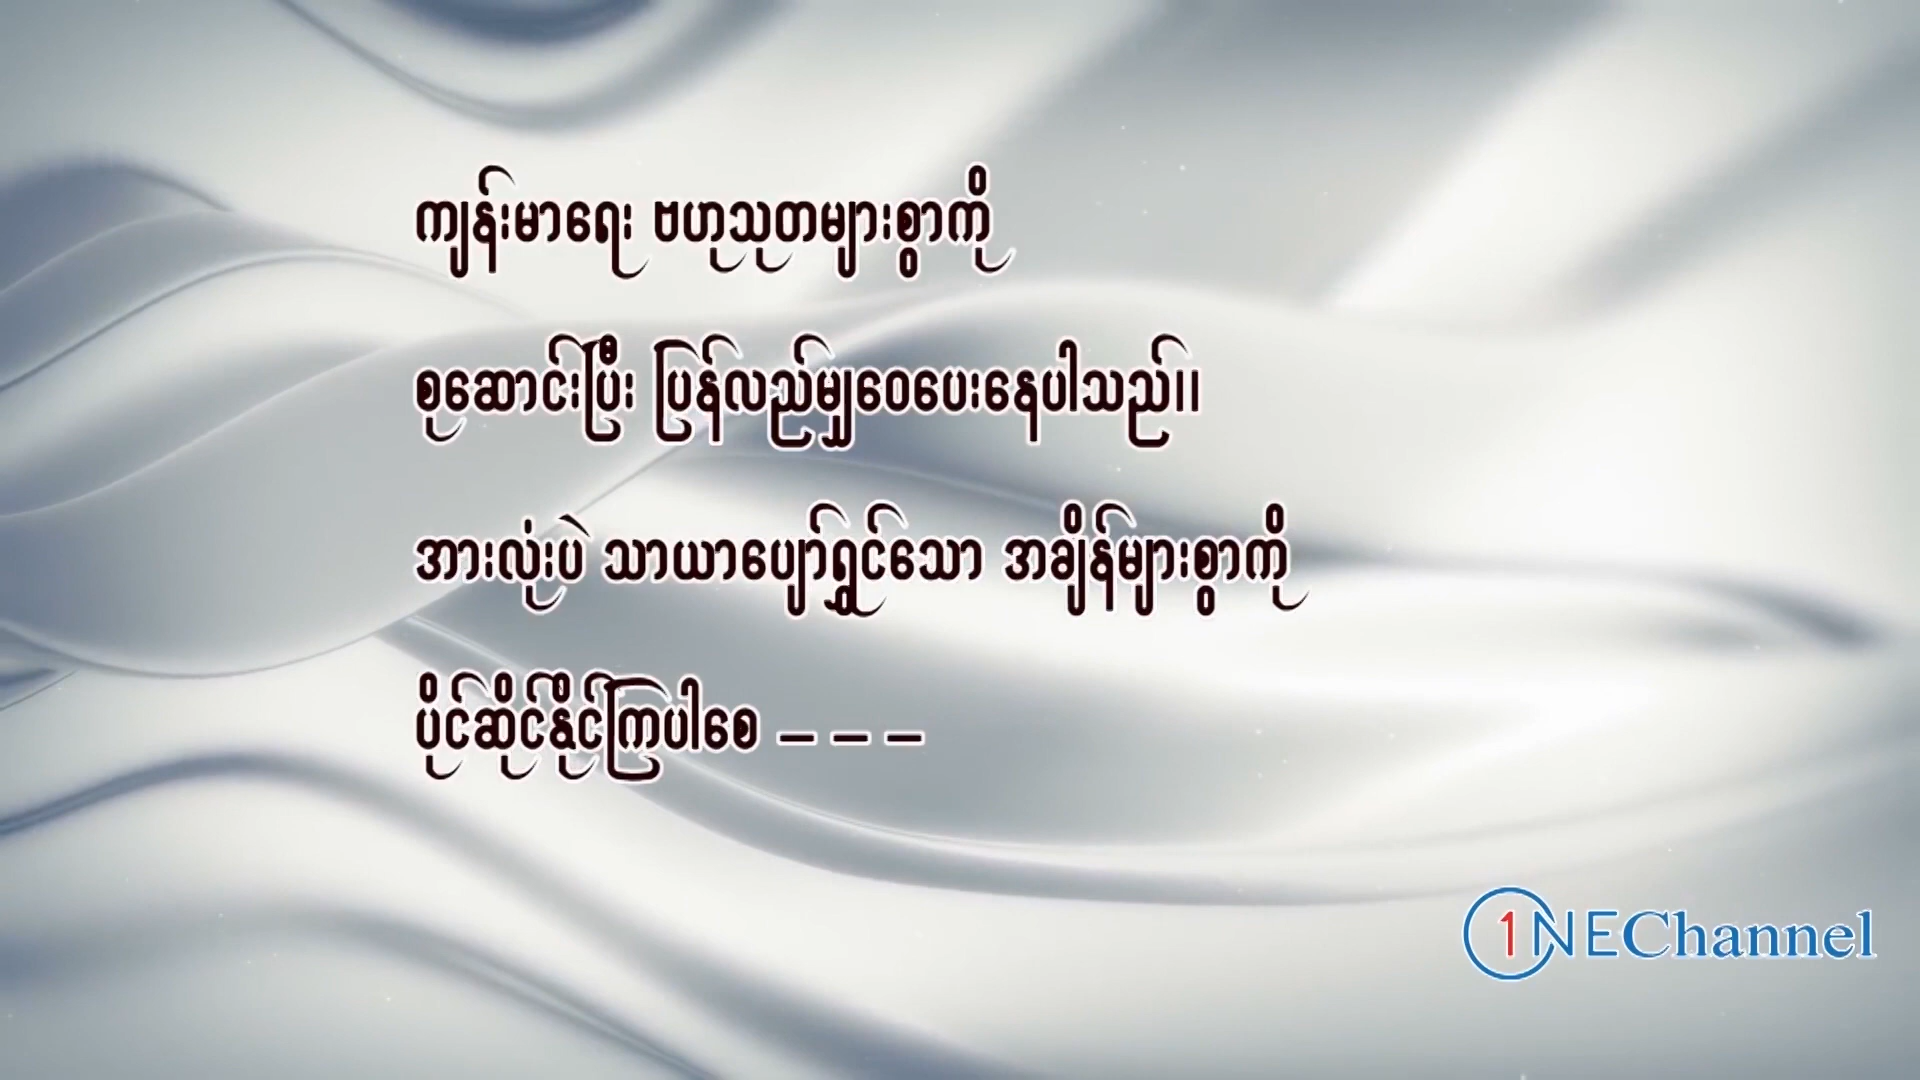 ကျန်းမာရေး ဗဟုသုတများစွာကို
စုဆောင်းပြီး ပြန်လည်မျှဝေပေးနေပါသည်။
အားလုံးပဲ သာယာပျော်ရွှင်သော အချိန်များစွာကို
ပိုင်ဆိုင်နိုင်ကြပါစေ – – –
1NEChannel